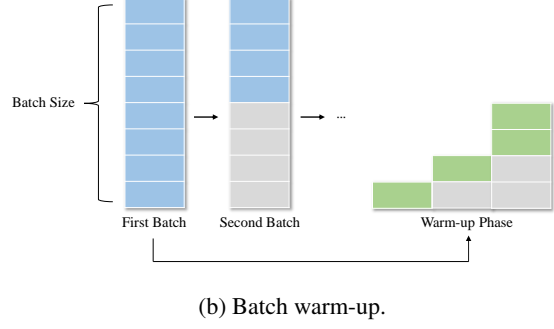 Batch Size
...
First Batch
Second Batch
Warm-up Phase
(b) Batch warm-up.